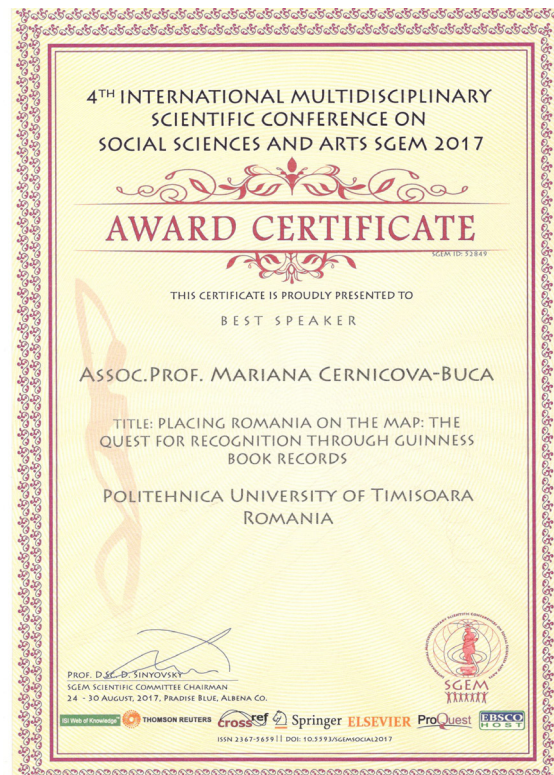 4TH INTERNATIONAL MULTIDISCIPLINARY
SCIENTIFIC CONFERENCE ON
SOCIAL SCIENCES AND ARTS SGEM 2017
AWARD CERTIFICATE
SGEM ID: 52849
THIS CERTIFICATE IS PROUDLY PRESENTED TO
BEST SPEAKER
ASSOC.PROF. MARIANA CERNICOVA-BUCA
TITLE: PLACING ROMANIA ON THE MAP: THE
QUEST FOR RECOGNITION THROUGH GUINNESS
BOOK RECORDS
POLITEHNICA UNIVERSITY OF TIMISOARA
ROMANIA
PROF. D.SC. D. SINYOVSKY
SGEM SCIENTIFIC COMMITTEE CHAIRMAN
24 - 30 AUGUST, 2017, PRADISE BLUE, ALBENA CO.
SGEM
ISI Web of Knowledge THOMSON REUTERS crossref Springer ELSEVIER ProQuest EBSCO HOST
ISSN 2367-5659 || DOI: 10.5593/SGEMSOCIAL2017